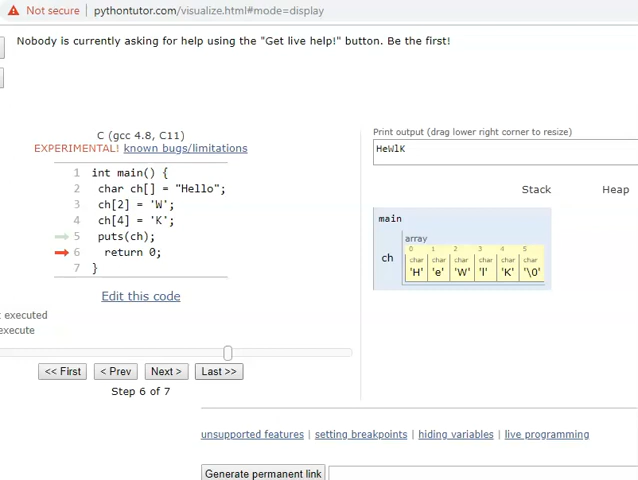 Not secure | pythontutor.com/visualize.html#mode=display
Nobody is currently asking for help using the "Get live help!" button. Be the first!
C (gcc 4.8, C11)
EXPERIMENTAL! known bugs/limitations
1 int main() {
2 char ch[] = "Hello";
3 ch[2] = 'W';
4 ch[4] = 'K';
5 puts(ch);
6 return 0;
7 }
Edit this code
t executed
execute
<< First < Prev Next > Last >>
Step 6 of 7
Print output (drag lower right corner to resize)
HeWlK
Stack Heap
main
array
ch
0 1 2 3 4 5
char char char char char char
'H' 'e' 'W' 'l' 'K' '\0'
unsupported features | setting breakpoints | hiding variables | live programming
Generate permanent link